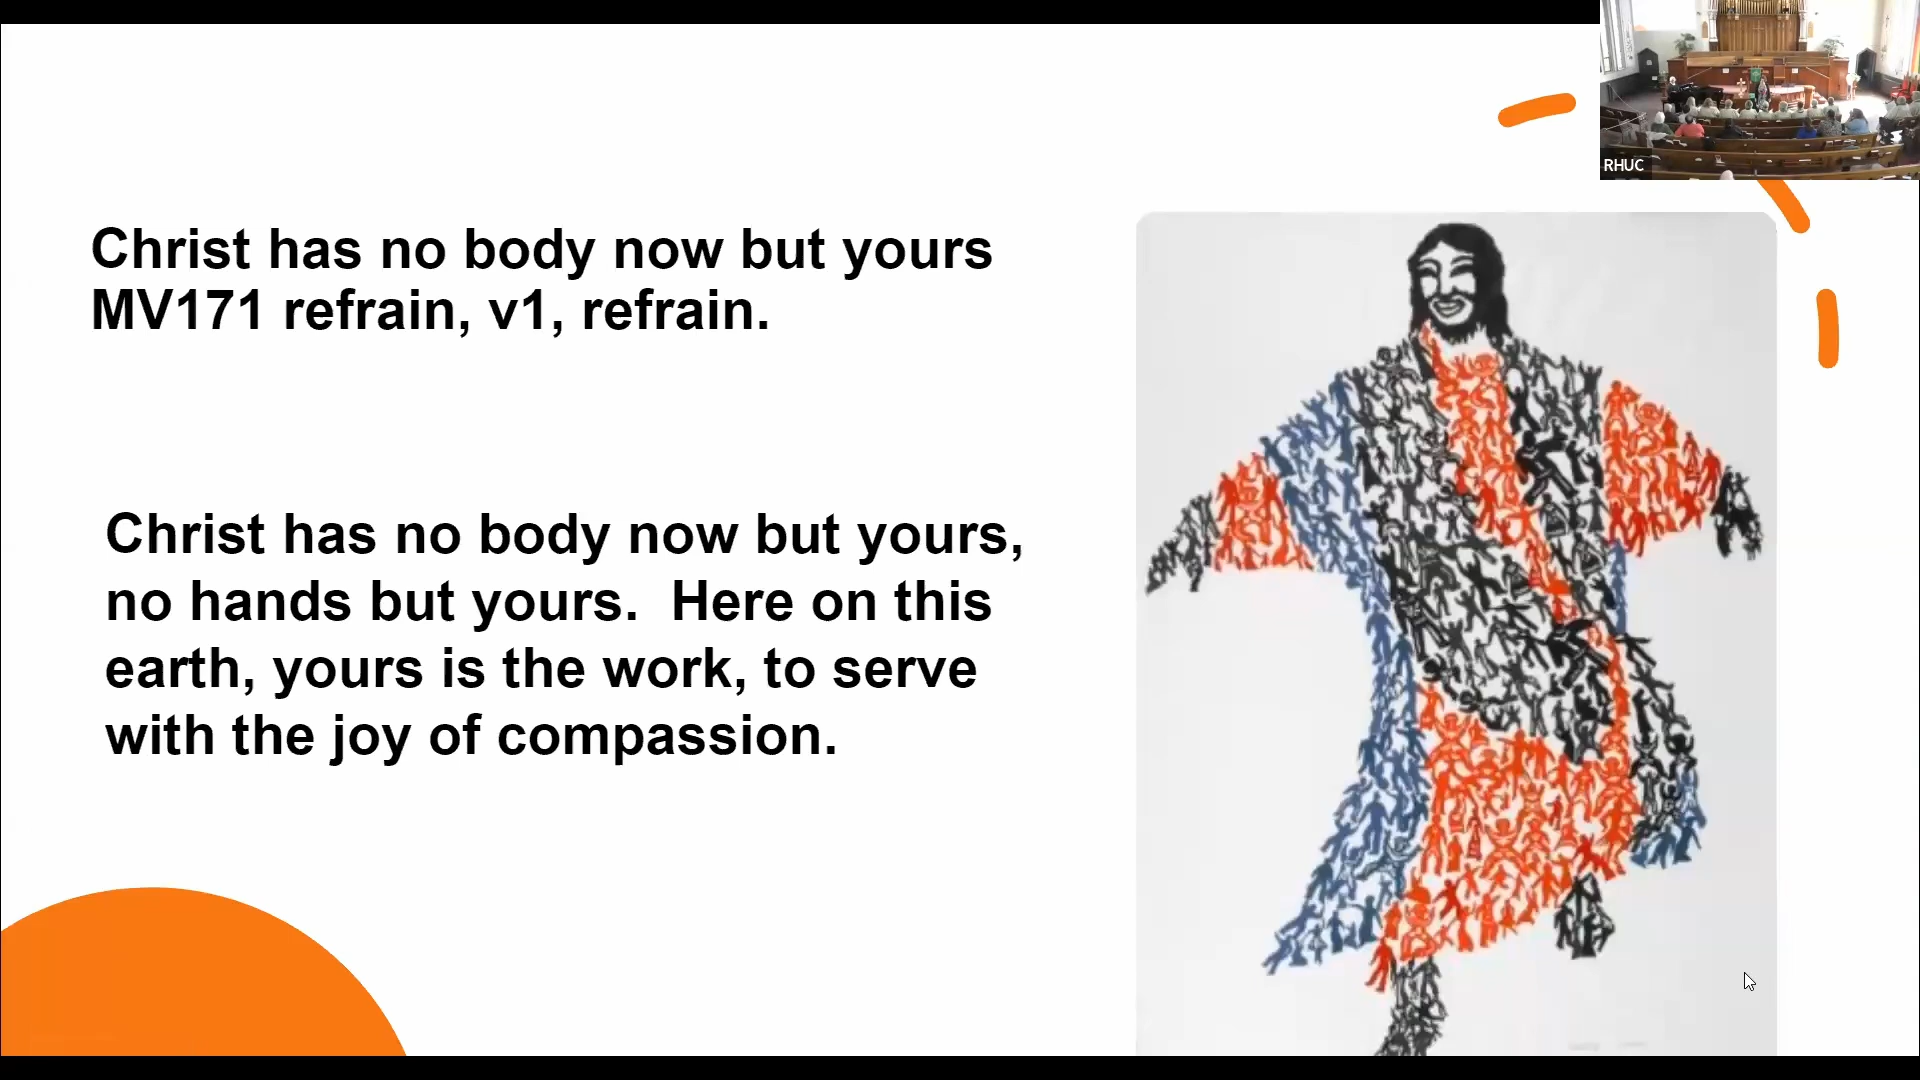 RHUC
Christ has no body now but yours
MV171 refrain, v1, refrain.
Christ has no body now but yours,
no hands but yours.  Here on this
earth, yours is the work, to serve
with the joy of compassion.